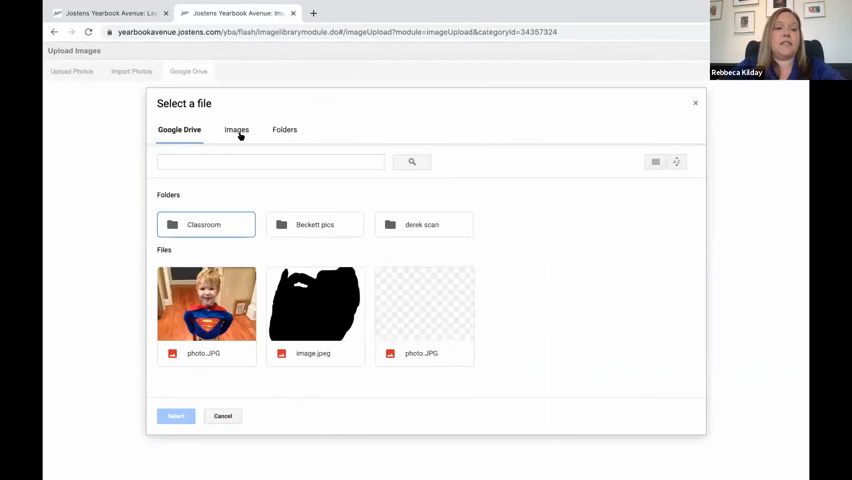 Jostens Yearbook Avenue: La
Jostens Yearbook Avenue: Ima
yearbookavenue.jostens.com/yba/flash/imagelibrarymodule.do#/imageUpload?module=imageUpload&categoryId=34357324
Upload Images
Upload Photos Import Photos Google Drive
Rebbeca Kilday
Select a file
Google Drive Images Folders
Folders
Classroom Beckett pics derek scan
Files
photo.JPG image.jpeg photo.JPG
Select Cancel